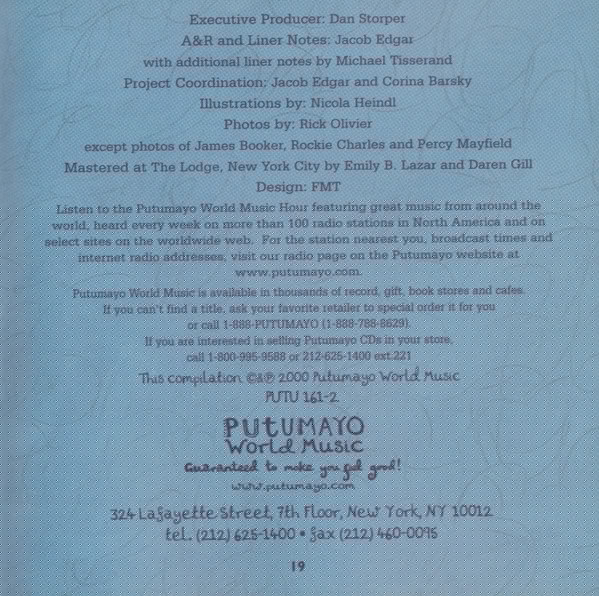 Executive Producer: Dan Storper
A&R and Liner Notes: Jacob Edgar
with additional liner notes by Michael Tisserand
Project Coordination: Jacob Edgar and Corina Barsky
Illustrations by: Nicola Heindl
Photos by: Rick Olivier
except photos of James Booker, Rockie Charles and Percy Mayfield
Mastered at The Lodge, New York City by Emily B. Lazar and Daren Gill
Design: FMT
Listen to the Putumayo World Music Hour featuring great music from around the
world, heard every week on more than 100 radio stations in North America and on
select sites on the worldwide web. For the station nearest you, broadcast times and
internet radio addresses, visit our radio page on the Putumayo website at
www.putumayo.com.
Putumayo World Music is available in thousands of record, gift, book stores and cafes.
If you can't find a title, ask your favorite retailer to special order it for you
or call 1-888-PUTUMAYO (1-888-788-8629).
If you are interested in selling Putumayo CDs in your store,
call 1-800-995-9588 or 212-625-1400 ext.221
This compilation ©&℗ 2000 Putumayo World Music
PUTU 161-2
PUTUMAYO
World Music
Guaranteed to make you feel good!
www.putumayo.com
324 Lafayette Street, 7th Floor, New York, NY 10012
tel. (212) 625-1400 • fax (212) 460-0095
19